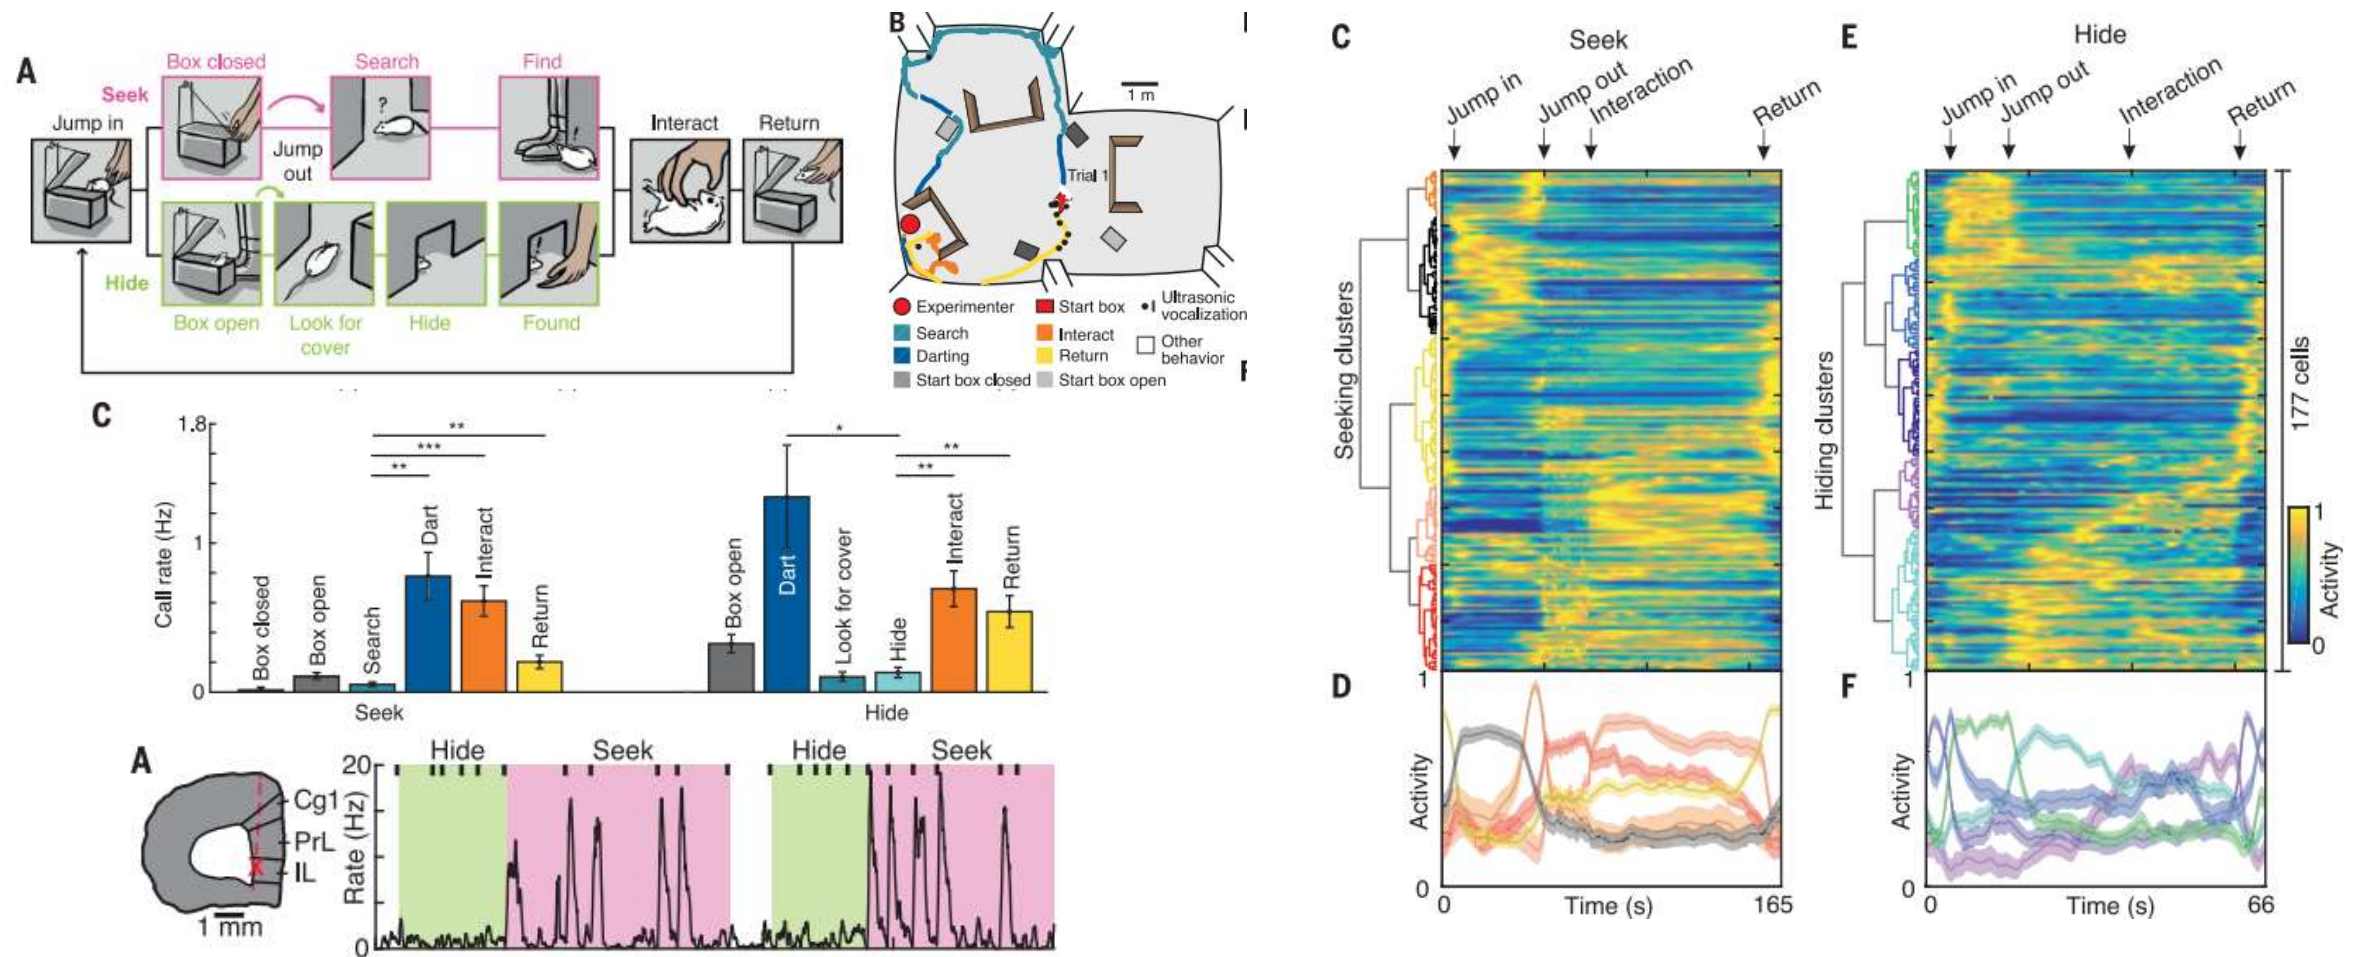 A
Seek
Box closed
Search
Find
Jump in
Jump
out
?
!
Interact
Return
Hide
Box open
Look for
cover
Hide
Found
B
1 m
Trial 1
Experimenter
Search
Darting
Start box closed
Start box
Interact
Return
Start box open
Ultrasonic
vocalization
Other
behavior
C
Call rate (Hz)
1.8
1
0
**
***
**
*
**
**
Box closed
Box open
Search
Dart
Interact
Return
Box open
Dart
Look for cover
Hide
Interact
Return
Seek
Hide
A
Cg1
PrL
IL
X
1 mm
Rate (Hz)
20
0
Hide
Seek
Hide
Seek
C
Seek
Jump in
Jump out
Interaction
Return
Seeking clusters
D
1
0
Activity
0
Time (s)
165
E
Hide
Jump in
Jump out
Interaction
Return
Hiding clusters
177 cells
1
0
Activity
F
1
0
Activity
0
Time (s)
66